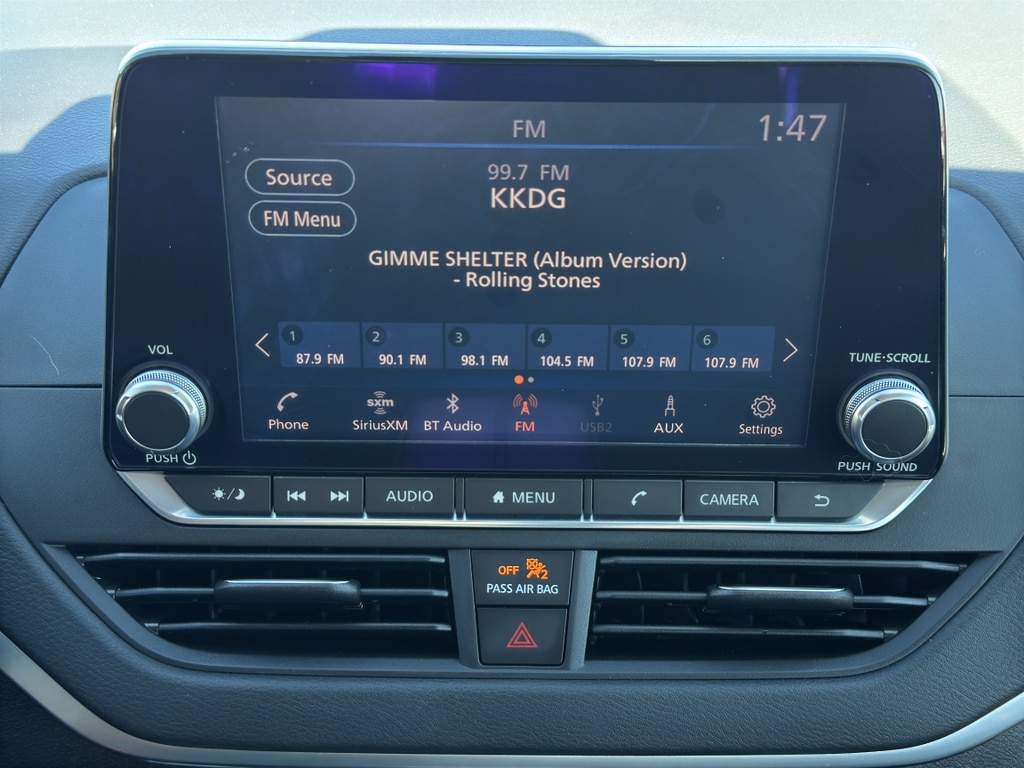 FM
1:47
Source
99.7 FM
KKDG
FM Menu
GIMME SHELTER (Album Version)
- Rolling Stones
1
2
3
4
5
6
87.9 FM
90.1 FM
98.1 FM
104.5 FM
107.9 FM
107.9 FM
VOL
TUNE·SCROLL
sxm
Phone
SiriusXM
BT Audio
FM
USB2
AUX
Settings
PUSH
PUSH SOUND
AUDIO
MENU
CAMERA
OFF
2
PASS AIR BAG